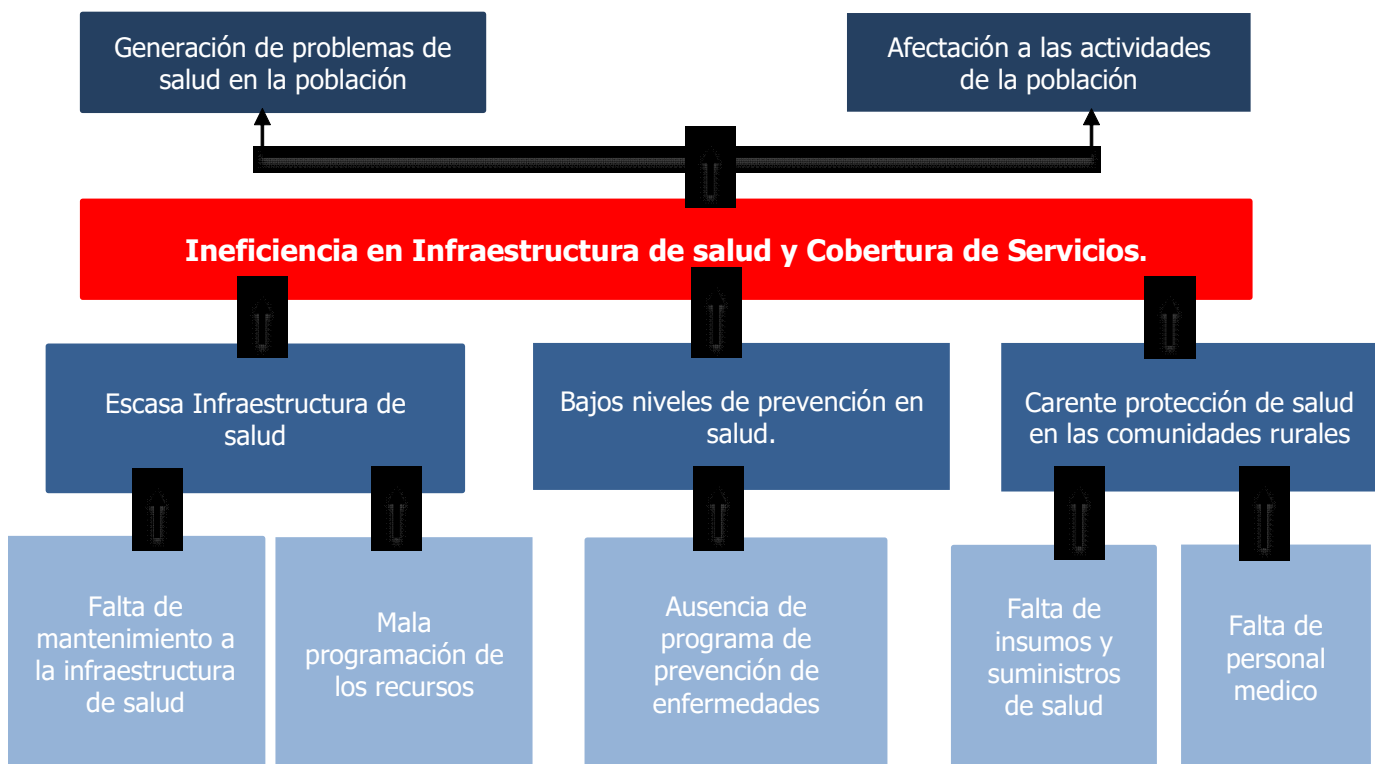 Generación de problemas de
salud en la población
Afectación a las actividades
de la población
Ineficiencia en Infraestructura de salud y Cobertura de Servicios.
Escasa Infraestructura de
salud
Bajos niveles de prevención en
salud.
Carente protección de salud
en las comunidades rurales
Falta de
mantenimiento a
la infraestructura
de salud
Mala
programación de
los recursos
Ausencia de
programa de
prevención de
enfermedades
Falta de
insumos y
suministros
de salud
Falta de
personal
medico